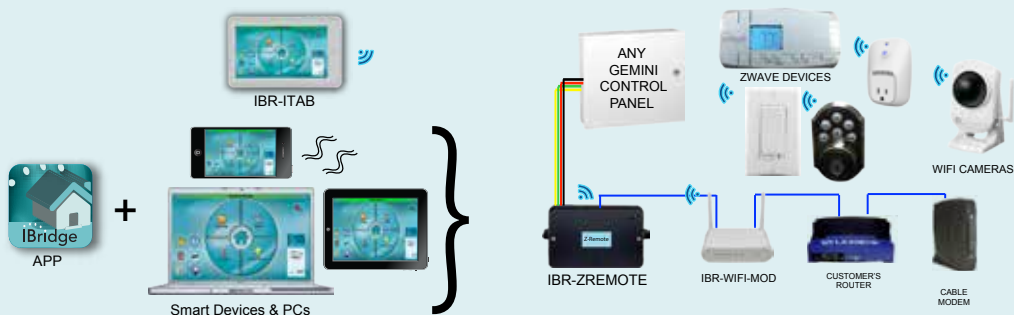 IBR-ITAB
IBridge
APP
+
Smart Devices & PCs
ANY
GEMINI
CONTROL
PANEL
ZWAVE DEVICES
WIFI CAMERAS
Z-Remote
IBR-ZREMOTE
IBR-WIFI-MOD
CUSTOMER'S
ROUTER
CABLE
MODEM